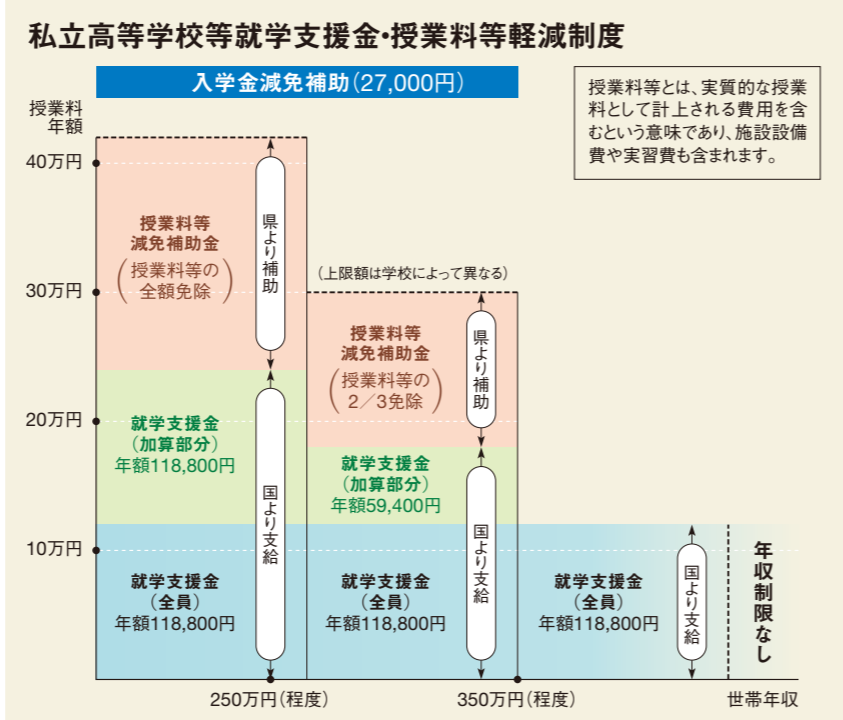 私立高等学校等就学支援金・授業料等軽減制度
入学金減免補助(27,000円)
授業料等とは、実質的な授業
料として計上される費用を含
むという意味であり、施設設備
費や実習費も含まれます。
授業料
年額
40万円
30万円
20万円
10万円
授業料等
減免補助金
(授業料等の
全額免除)
県より補助
就学支援金
(加算部分)
年額118,800円
国より支給
就学支援金
(全員)
年額118,800円
(上限額は学校によって異なる)
授業料等
減免補助金
(授業料等の
2/3免除)
県より補助
就学支援金
(加算部分)
年額59,400円
国より支給
就学支援金
(全員)
年額118,800円
就学支援金
(全員)
年額118,800円
国より支給
年収制限なし
250万円(程度)
350万円(程度)
世帯年収